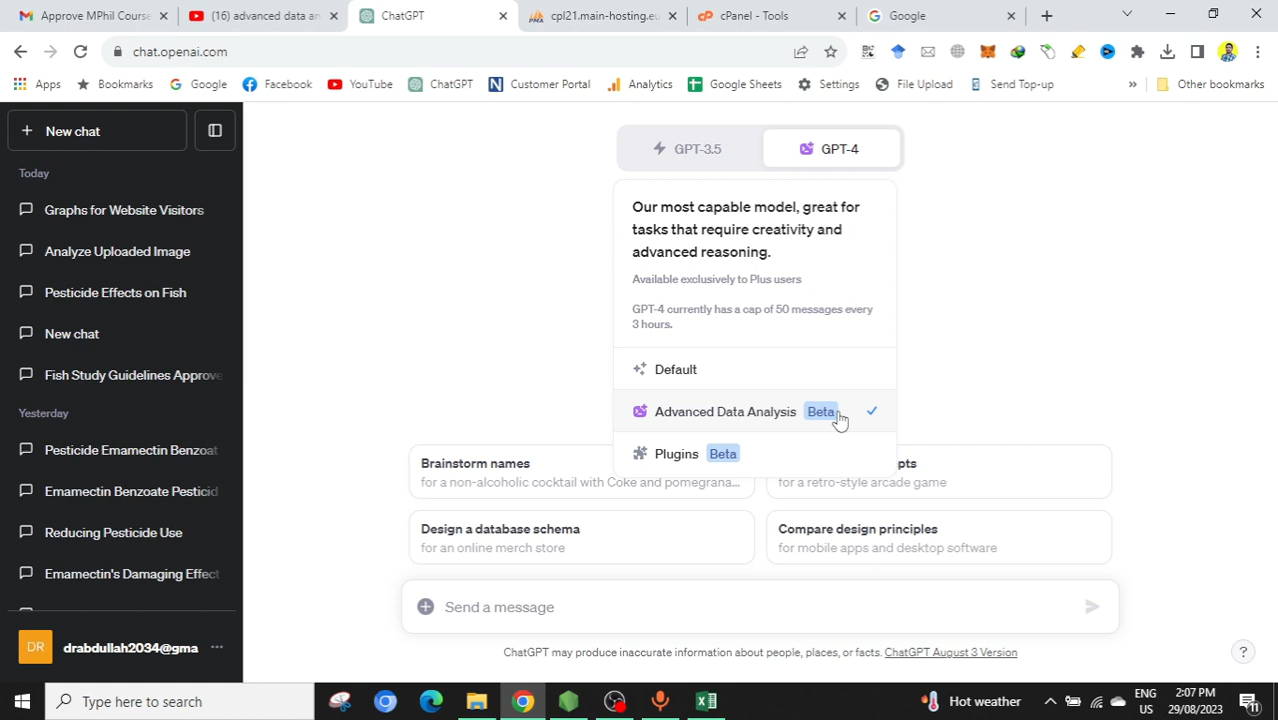 Approve MPhil Course
(16) advanced data an
ChatGPT
cpl21.main-hosting.eu
cPanel - Tools
Google
chat.openai.com
Apps
Bookmarks
Google
Facebook
YouTube
ChatGPT
Customer Portal
Analytics
Google Sheets
Settings
File Upload
Send Top-up
»
Other bookmarks
New chat
GPT-3.5
GPT-4
Today
Graphs for Website Visitors
Analyze Uploaded Image
Pesticide Effects on Fish
New chat
Fish Study Guidelines Approve
Yesterday
Pesticide Emamectin Benzoat
Emamectin Benzoate Pesticid
Reducing Pesticide Use
Emamectin's Damaging Effect
DR
drabdullah2034@gma
Our most capable model, great for
tasks that require creativity and
advanced reasoning.
Available exclusively to Plus users
GPT-4 currently has a cap of 50 messages every
3 hours.
Default
Advanced Data Analysis Beta
Plugins Beta
Brainstorm names
for a non-alcoholic cocktail with Coke and pomegrana...
pts
for a retro-style arcade game
Design a database schema
for an online merch store
Compare design principles
for mobile apps and desktop software
Send a message
ChatGPT may produce inaccurate information about people, places, or facts. ChatGPT August 3 Version
?
Type here to search
Hot weather
ENG
US
2:07 PM
29/08/2023
11